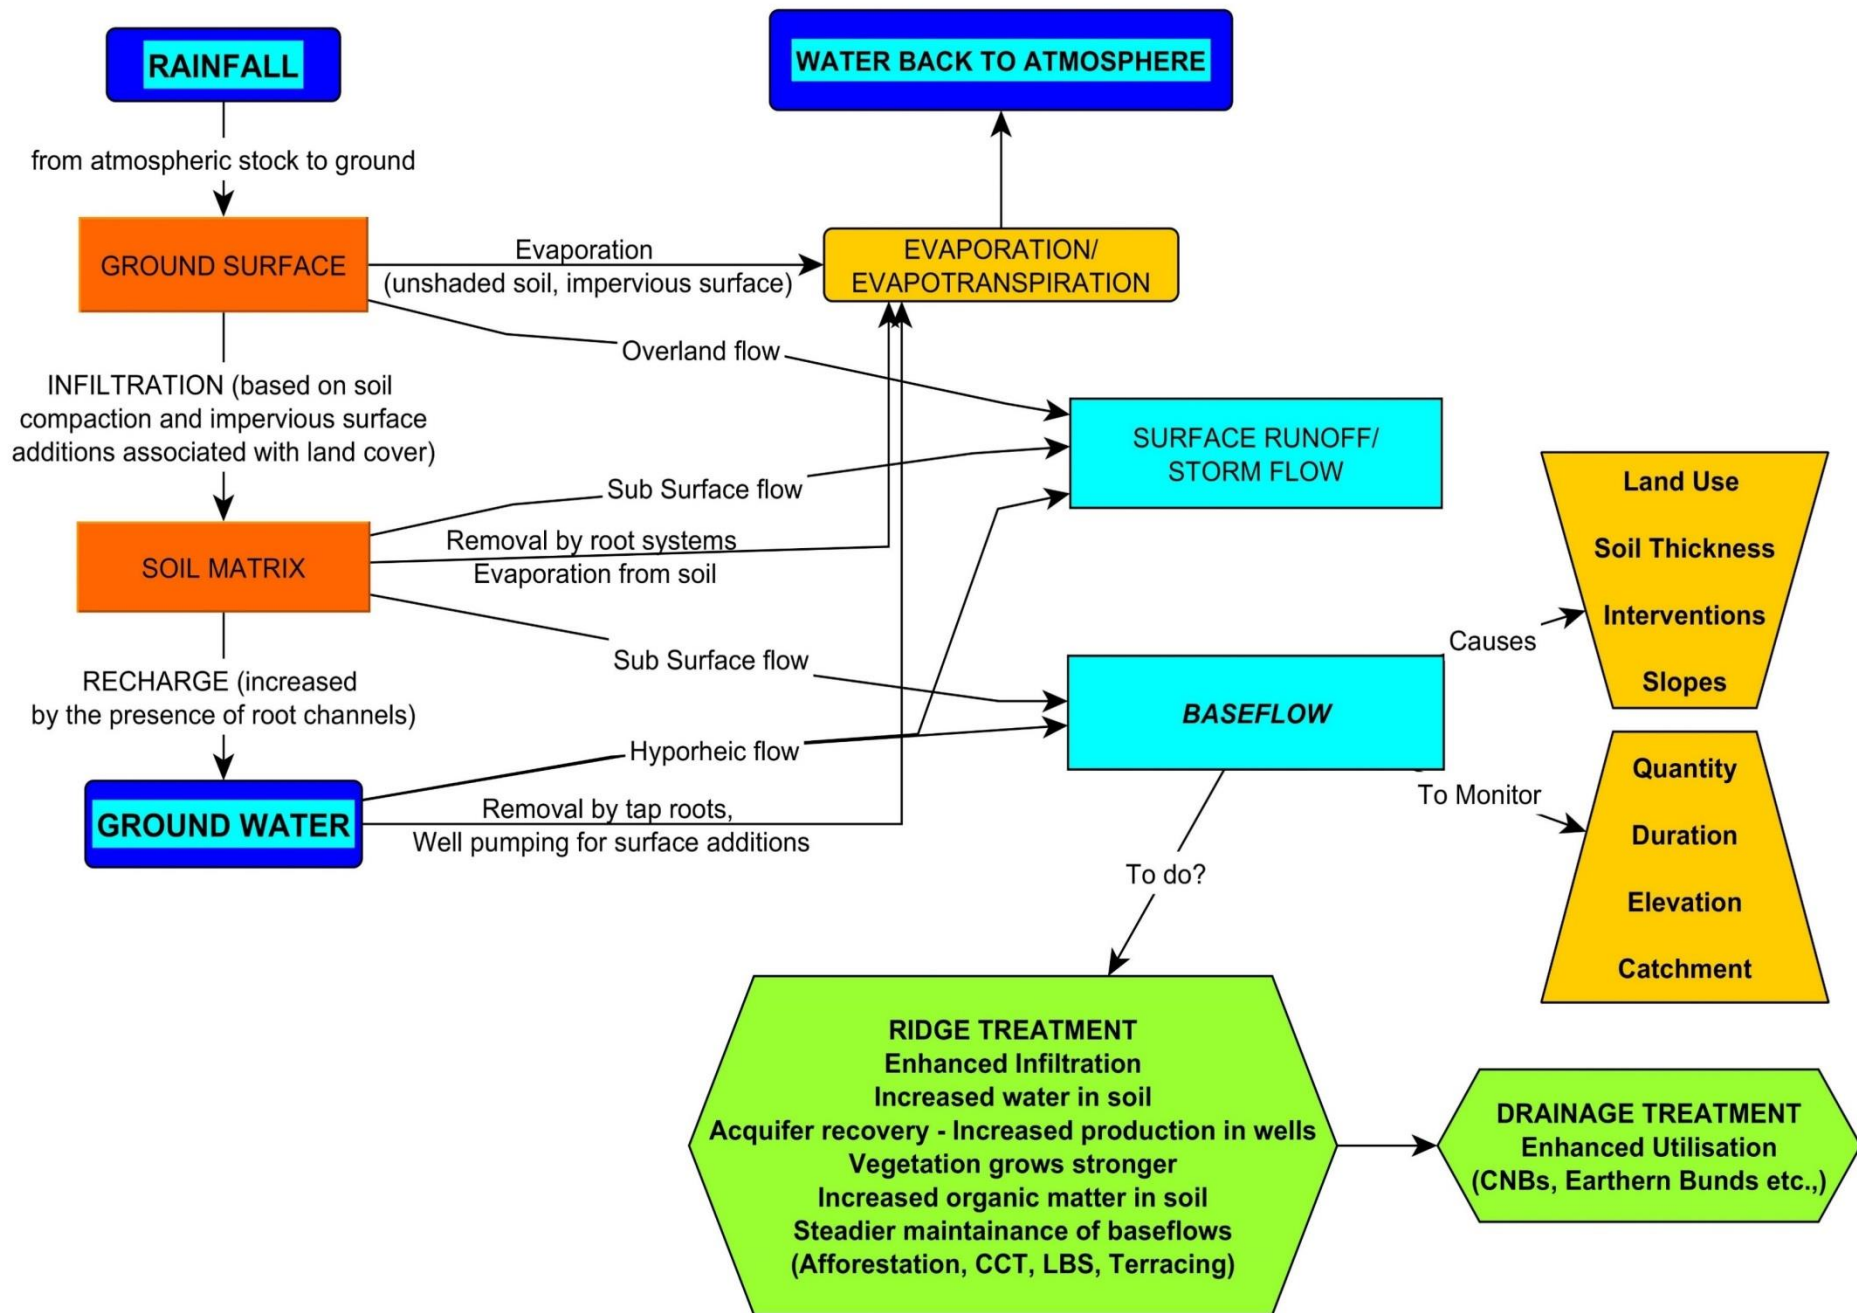 RAINFALL
WATER BACK TO ATMOSPHERE
from atmospheric stock to ground
GROUND SURFACE
Evaporation
(unshaded soil, impervious surface)
EVAPORATION/
EVAPOTRANSPIRATION
Overland flow
INFILTRATION (based on soil
compaction and impervious surface
additions associated with land cover)
SURFACE RUNOFF/
STORM FLOW
Sub Surface flow
SOIL MATRIX
Removal by root systems
Evaporation from soil
Sub Surface flow
RECHARGE (increased
by the presence of root channels)
Hyporheic flow
BASEFLOW
GROUND WATER
Removal by tap roots,
Well pumping for surface additions
Causes
Land Use
Soil Thickness
Interventions
Slopes
To Monitor
Quantity
Duration
Elevation
Catchment
To do?
RIDGE TREATMENT
Enhanced Infiltration
Increased water in soil
Acquifer recovery - Increased production in wells
Vegetation grows stronger
Increased organic matter in soil
Steadier maintainance of baseflows
(Afforestation, CCT, LBS, Terracing)
DRAINAGE TREATMENT
Enhanced Utilisation
(CNBs, Earthern Bunds etc.,)